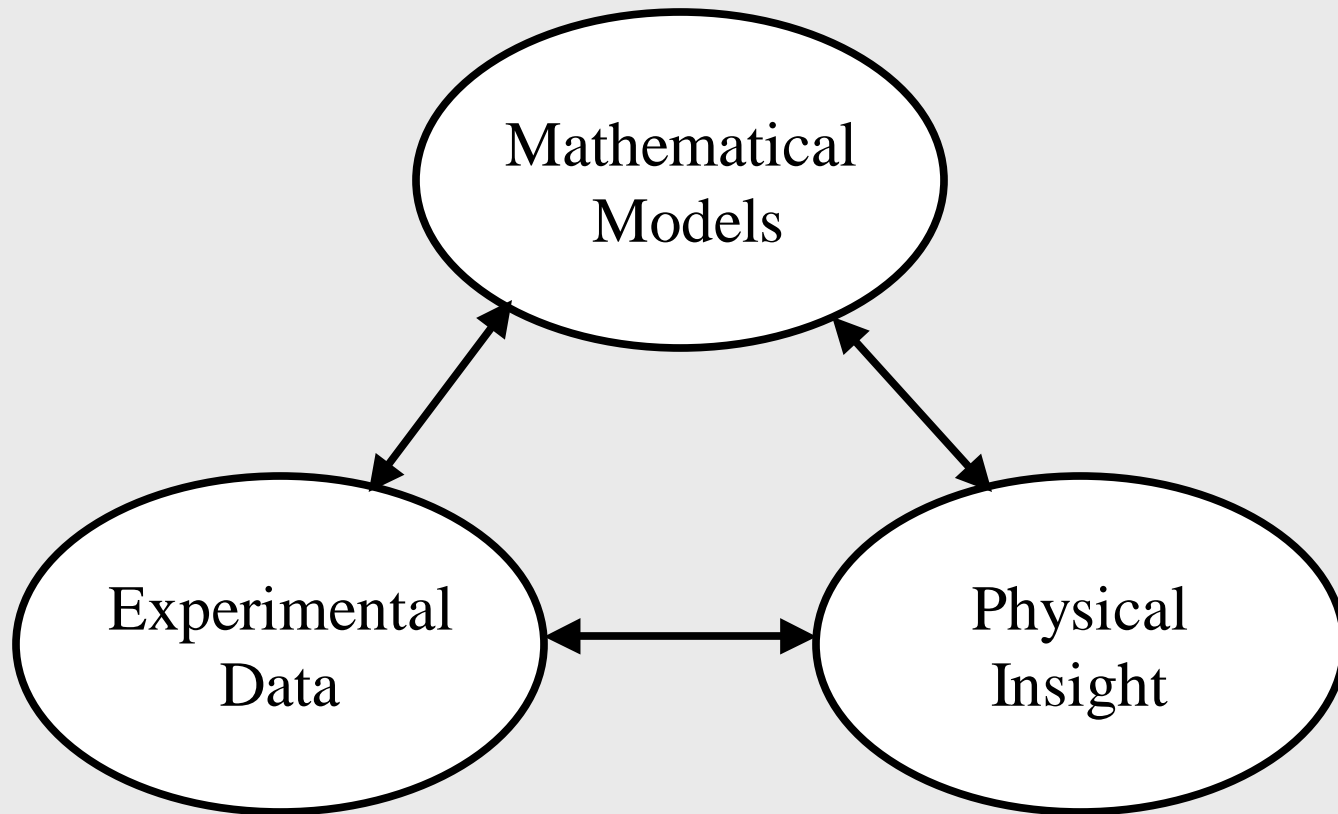 Mathematical
Models
Experimental
Data
Physical
Insight